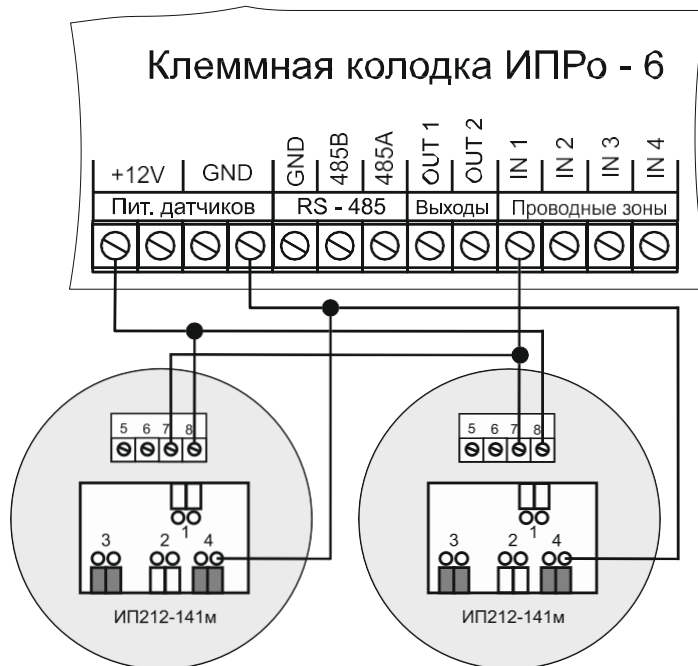 Клеммная колодка ИПРо - 6
+12V GND GND 485B 485A OUT 1 OUT 2 IN 1 IN 2 IN 3 IN 4
Пит. датчиков RS - 485 Выходы Проводные зоны
5 6 7 8
5 6 7 8
1
3 2 4
ИП212-141м
1
3 2 4
ИП212-141м